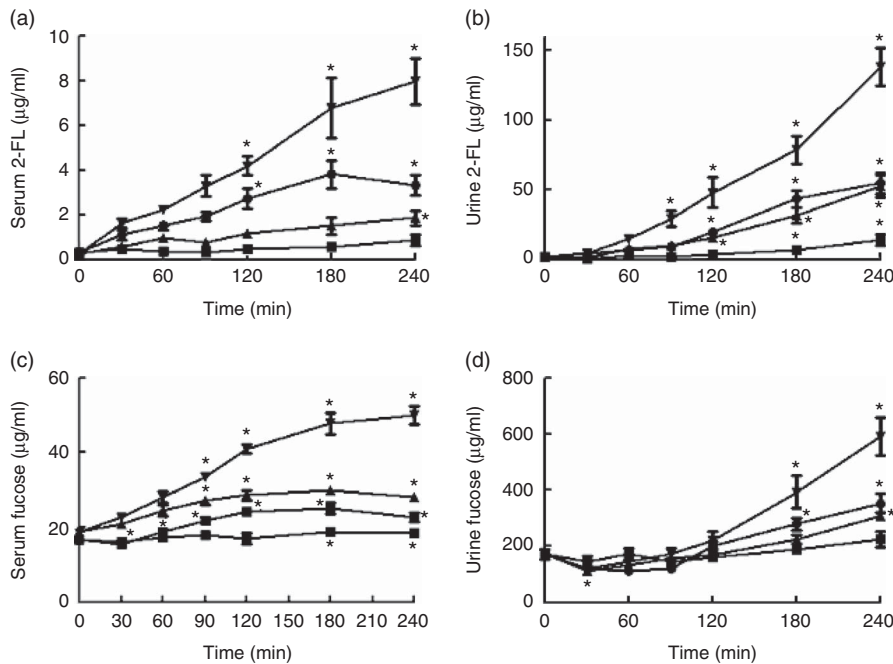 (a)
Serum 2-FL (μg/ml)
10
8
6
4
2
0
0 60 120 180 240
Time (min)
* * * * * * *
(b)
Urine 2-FL (μg/ml)
150
100
50
0
0 60 120 180 240
Time (min)
* * * * * * * * * * * *
(c)
Serum fucose (μg/ml)
60
40
20
0
0 30 60 90 120 150 180 210 240
Time (min)
* * * * * * * * * * * * * * *
(d)
Urine fucose (μg/ml)
800
600
400
200
0
0 60 120 180 240
Time (min)
* * * * * *